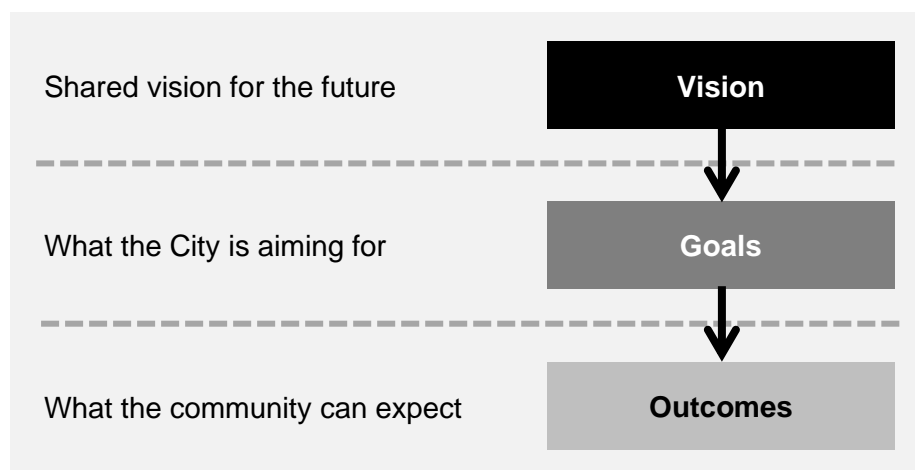 Shared vision for the future
Vision
What the City is aiming for
Goals
What the community can expect
Outcomes